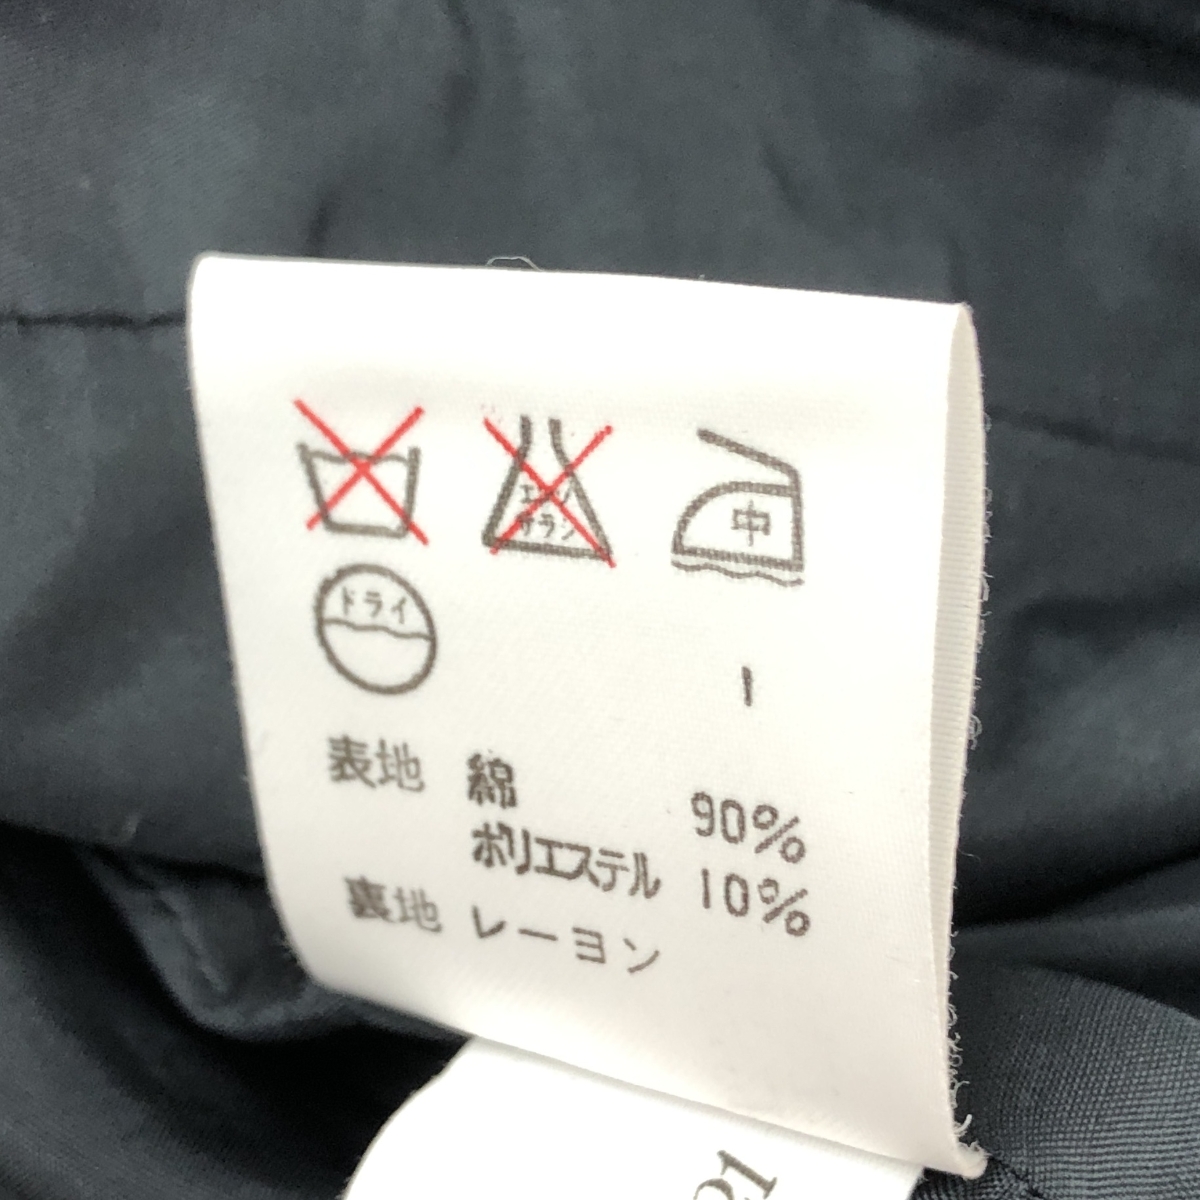 エンソ
サラシ
中
ドライ
表地 綿 90%
ポリエステル 10%
裏地 レーヨン
21